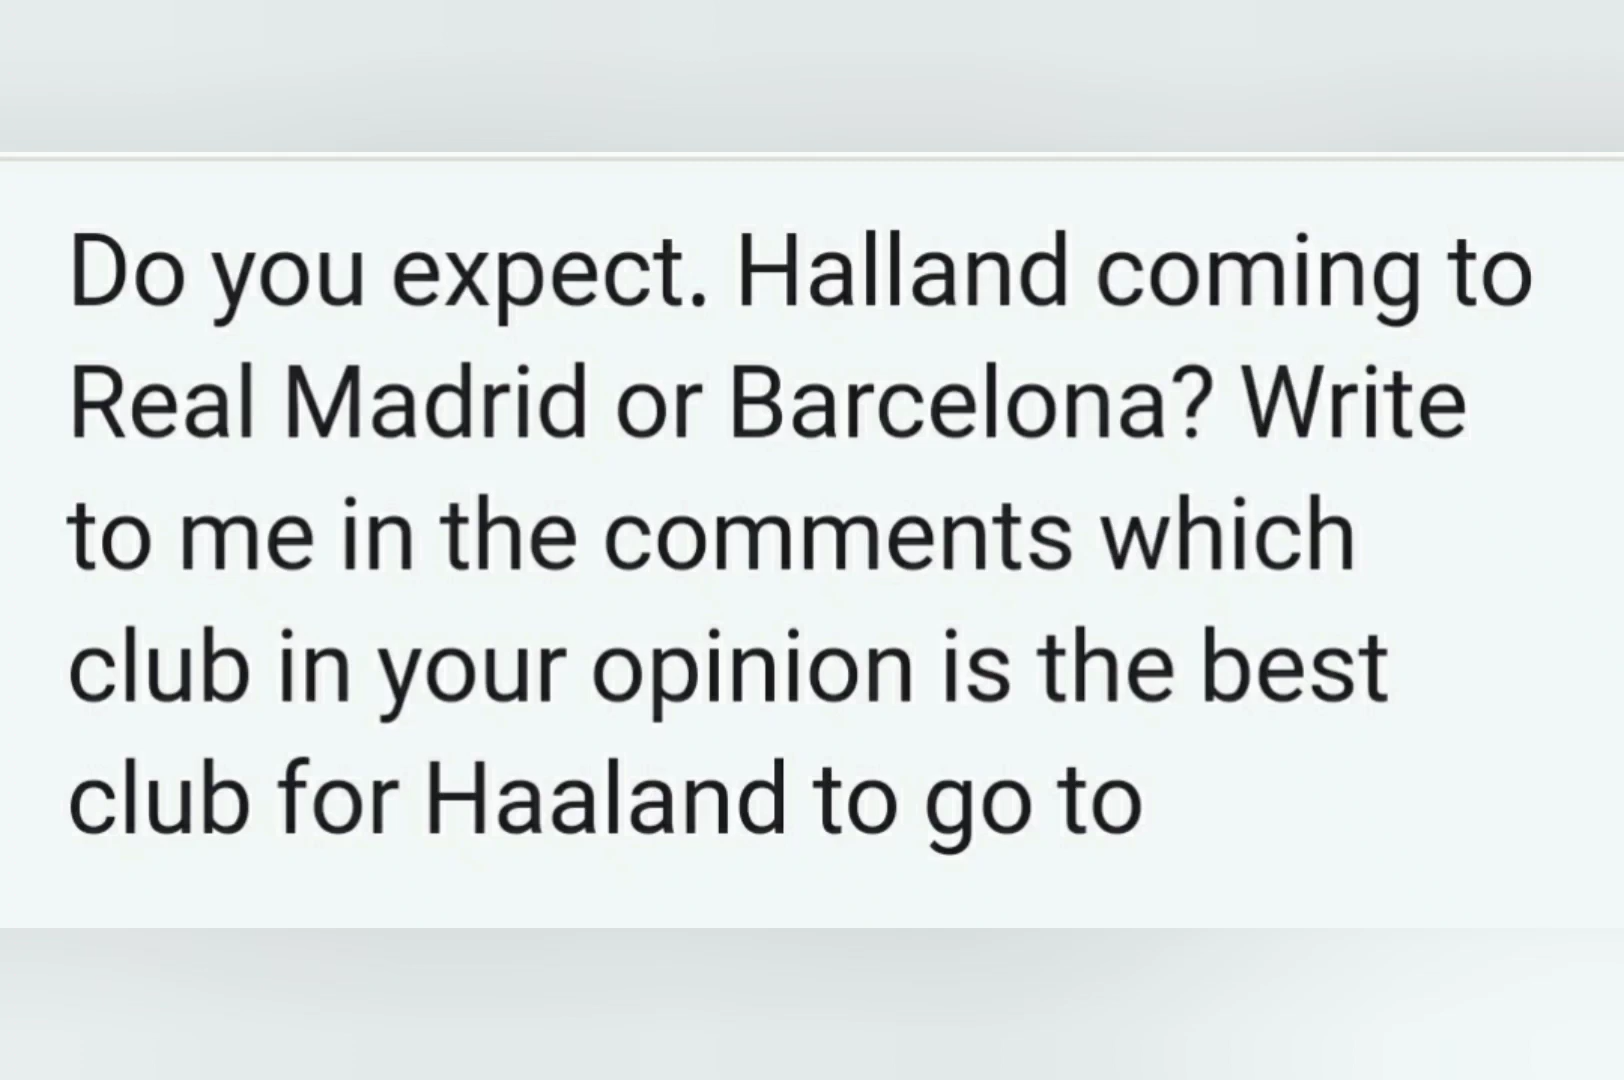 Do you expect. Halland coming to
Real Madrid or Barcelona? Write
to me in the comments which
club in your opinion is the best
club for Haaland to go to